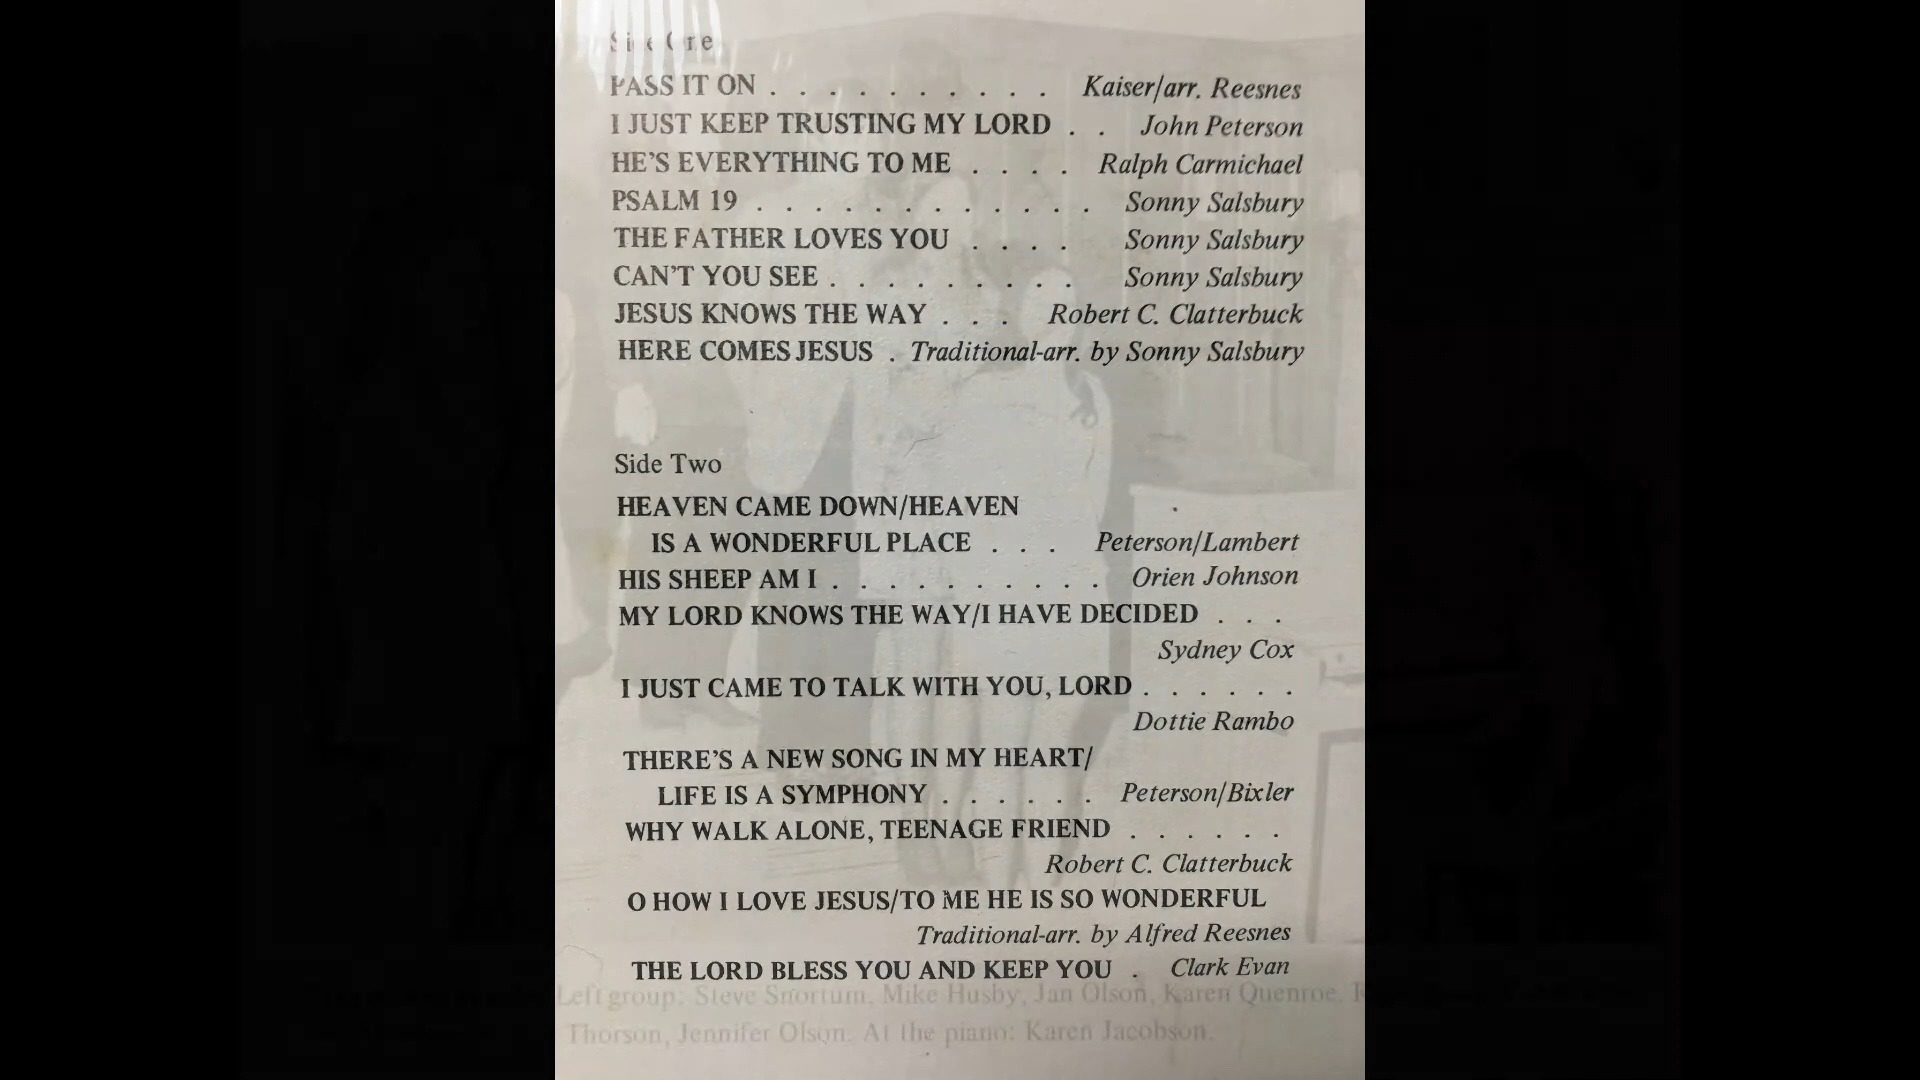 Side One
PASS IT ON . . . . . . . . . . Kaiser/arr. Reesnes
I JUST KEEP TRUSTING MY LORD . . John Peterson
HE'S EVERYTHING TO ME . . . . Ralph Carmichael
PSALM 19 . . . . . . . . . . . . Sonny Salsbury
THE FATHER LOVES YOU . . . . Sonny Salsbury
CAN'T YOU SEE . . . . . . . . . Sonny Salsbury
JESUS KNOWS THE WAY . . . Robert C. Clatterbuck
HERE COMES JESUS . Traditional-arr. by Sonny Salsbury
Side Two
HEAVEN CAME DOWN/HEAVEN
IS A WONDERFUL PLACE . . . Peterson/Lambert
HIS SHEEP AM I . . . . . . . . . . Orien Johnson
MY LORD KNOWS THE WAY/I HAVE DECIDED . . .
Sydney Cox
I JUST CAME TO TALK WITH YOU, LORD . . . . . .
Dottie Rambo
THERE'S A NEW SONG IN MY HEART/
LIFE IS A SYMPHONY . . . . . . Peterson/Bixler
WHY WALK ALONE, TEENAGE FRIEND . . . . . .
Robert C. Clatterbuck
O HOW I LOVE JESUS/TO ME HE IS SO WONDERFUL
Traditional-arr. by Alfred Reesnes
THE LORD BLESS YOU AND KEEP YOU . Clark Evan
Left group: Steve Snortum, Mike Husby, Jan Olson, Karen Quenroe,
Thorson, Jennifer Olson. At the piano: Karen Jacobson.